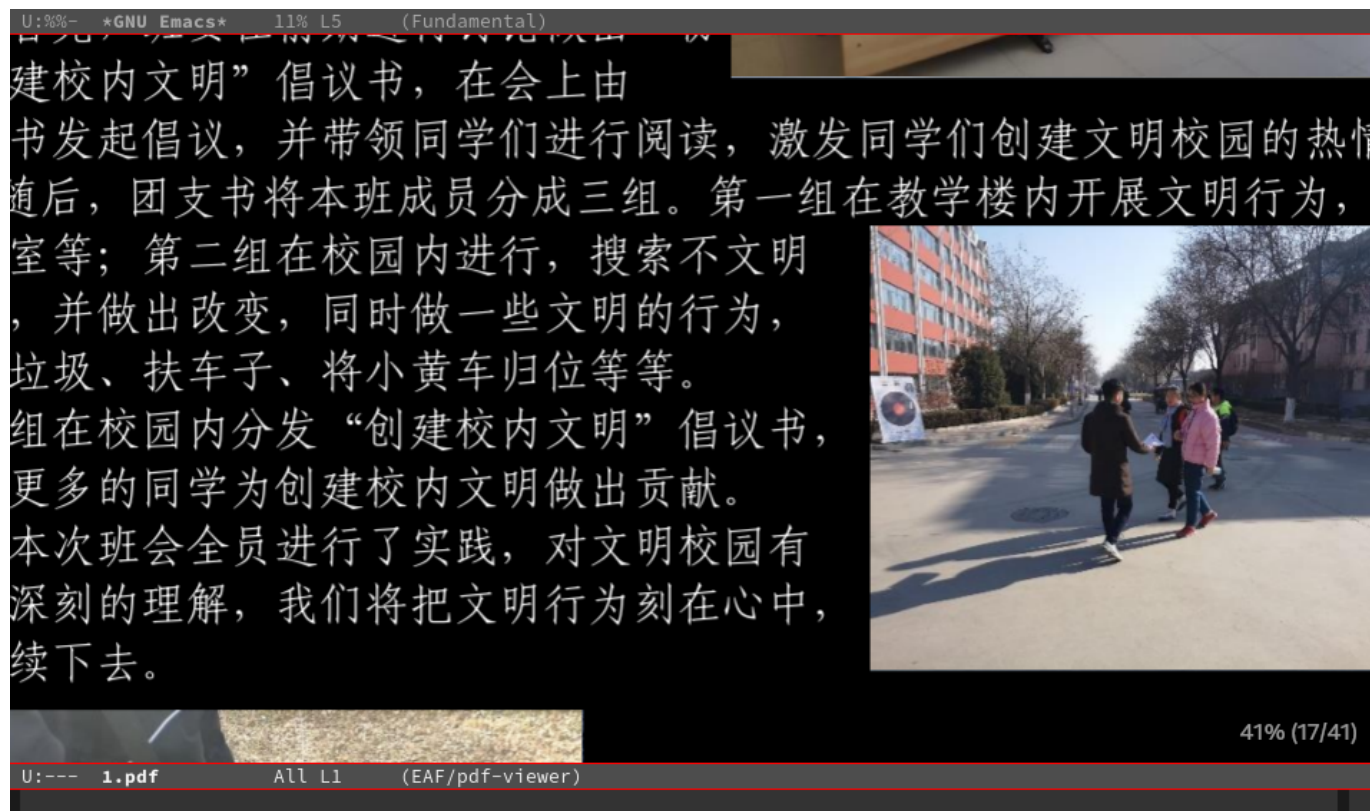 U:%%-  *GNU Emacs*    11% L5    (Fundamental)
建校内文明”倡议书，在会上由
书发起倡议，并带领同学们进行阅读，激发同学们创建文明校园的热情
随后，团支书将本班成员分成三组。第一组在教学楼内开展文明行为，
室等；第二组在校园内进行，搜索不文明
，并做出改变，同时做一些文明的行为，
垃圾、扶车子、将小黄车归位等等。
组在校园内分发“创建校内文明”倡议书，
更多的同学为创建校内文明做出贡献。
本次班会全员进行了实践，对文明校园有
深刻的理解，我们将把文明行为刻在心中，
续下去。
41% (17/41)
U:---  1.pdf    All L1    (EAF/pdf-viewer)